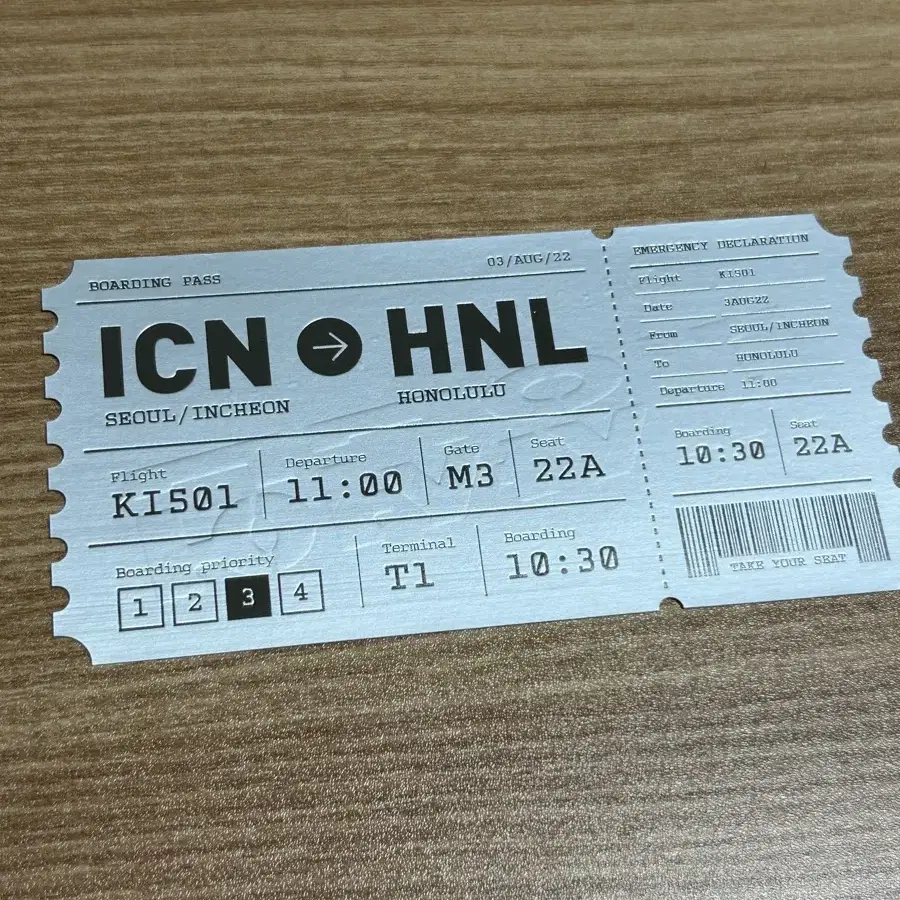 BOARDING PASS
03/AUG/22
ICN → HNL
SEOUL/INCHEON
HONOLULU
Flight
KI501
Departure
11:00
Gate
M3
Seat
22A
Boarding priority
1 2 3 4
Terminal
T1
Boarding
10:30
EMERGENCY DECLARATION
Flight KI501
Date 3AUG22
From SEOUL/INCHEON
To HONOLULU
Departure 11:00
Boarding
10:30
Seat
22A
TAKE YOUR SEAT